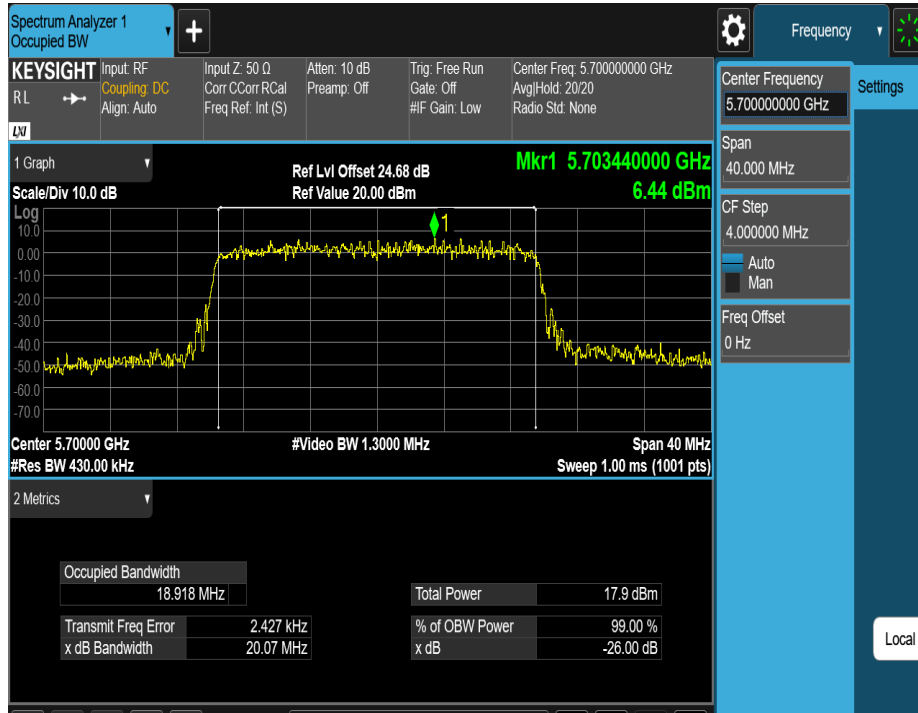 Spectrum Analyzer 1
Occupied BW
+
Frequency
KEYSIGHT
R L
LXI
Input: RF
Coupling: DC
Align: Auto
Input Z: 50 Ω
Corr CCorr RCal
Freq Ref: Int (S)
Atten: 10 dB
Preamp: Off
Trig: Free Run
Gate: Off
#IF Gain: Low
Center Freq: 5.700000000 GHz
Avg|Hold: 20/20
Radio Std: None
1 Graph
Scale/Div 10.0 dB
Ref Lvl Offset 24.68 dB
Ref Value 20.00 dBm
Mkr1 5.703440000 GHz
6.44 dBm
Log
10.0
0.00
-10.0
-20.0
-30.0
-40.0
-50.0
-60.0
-70.0
1
Center 5.70000 GHz
#Video BW 1.3000 MHz
Span 40 MHz
#Res BW 430.00 kHz
Sweep 1.00 ms (1001 pts)
2 Metrics
Occupied Bandwidth
18.918 MHz
Total Power 17.9 dBm
Transmit Freq Error 2.427 kHz
% of OBW Power 99.00 %
x dB Bandwidth 20.07 MHz
x dB -26.00 dB
Center Frequency
5.700000000 GHz
Settings
Span
40.000 MHz
CF Step
4.000000 MHz
Auto
Man
Freq Offset
0 Hz
Local